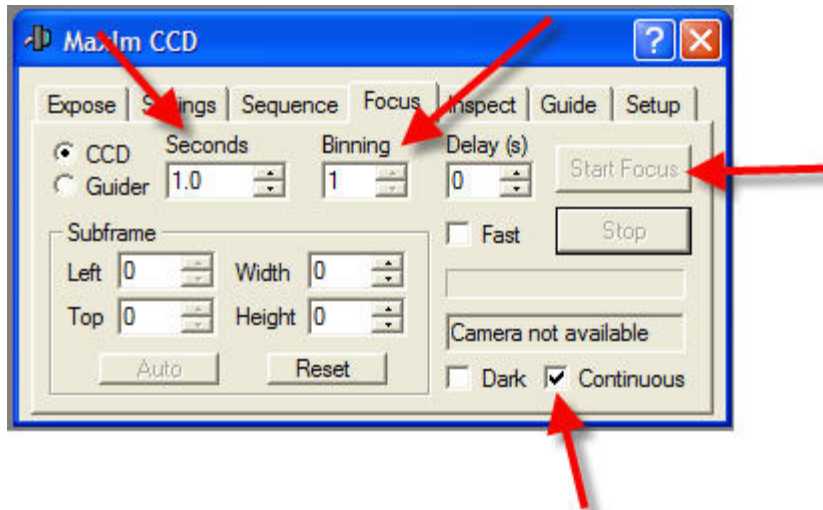 MaxIm CCD
Expose Settings Sequence Focus Inspect Guide Setup
CCD Seconds Binning Delay (s)
Guider 1.0 1 0 Start Focus
Subframe Fast Stop
Left 0 Width 0
Top 0 Height 0
Camera not available
Auto Reset Dark Continuous